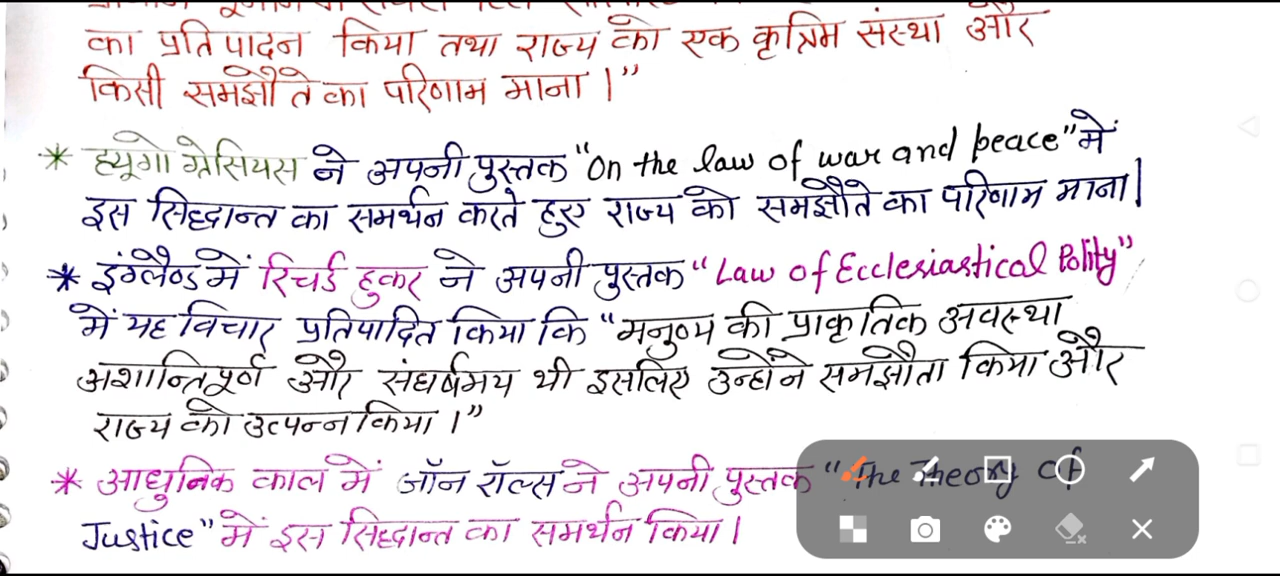 का प्रतिपादन किया तथा राज्य को एक कृत्रिम संस्था और
किसी समझौते का परिणाम माना।”
* ह्यूगो ग्रेसियस ने अपनी पुस्तक “On the law of war and peace” में
इस सिद्धान्त का समर्थन करते हुए राज्य को समझौते का परिणाम माना।
* इंग्लैण्ड में रिचर्ड हुकर ने अपनी पुस्तक “Law of Ecclesiastical Polity”
में यह विचार प्रतिपादित किया कि “मनुष्य की प्राकृतिक अवस्था
अशान्तिपूर्ण और संघर्षमय थी इसलिए उन्होंने समझौता किया और
राज्य को उत्पन्न किया।”
* आधुनिक काल में जॉन रॉल्स ने अपनी पुस्तक “The Theory of
Justice” में इस सिद्धान्त का समर्थन किया।